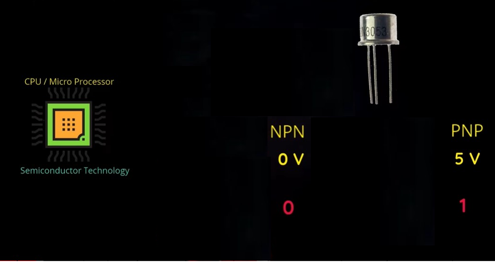 CPU / Micro Processor
Semiconductor Technology
NPN
PNP
0 V
5 V
0
1